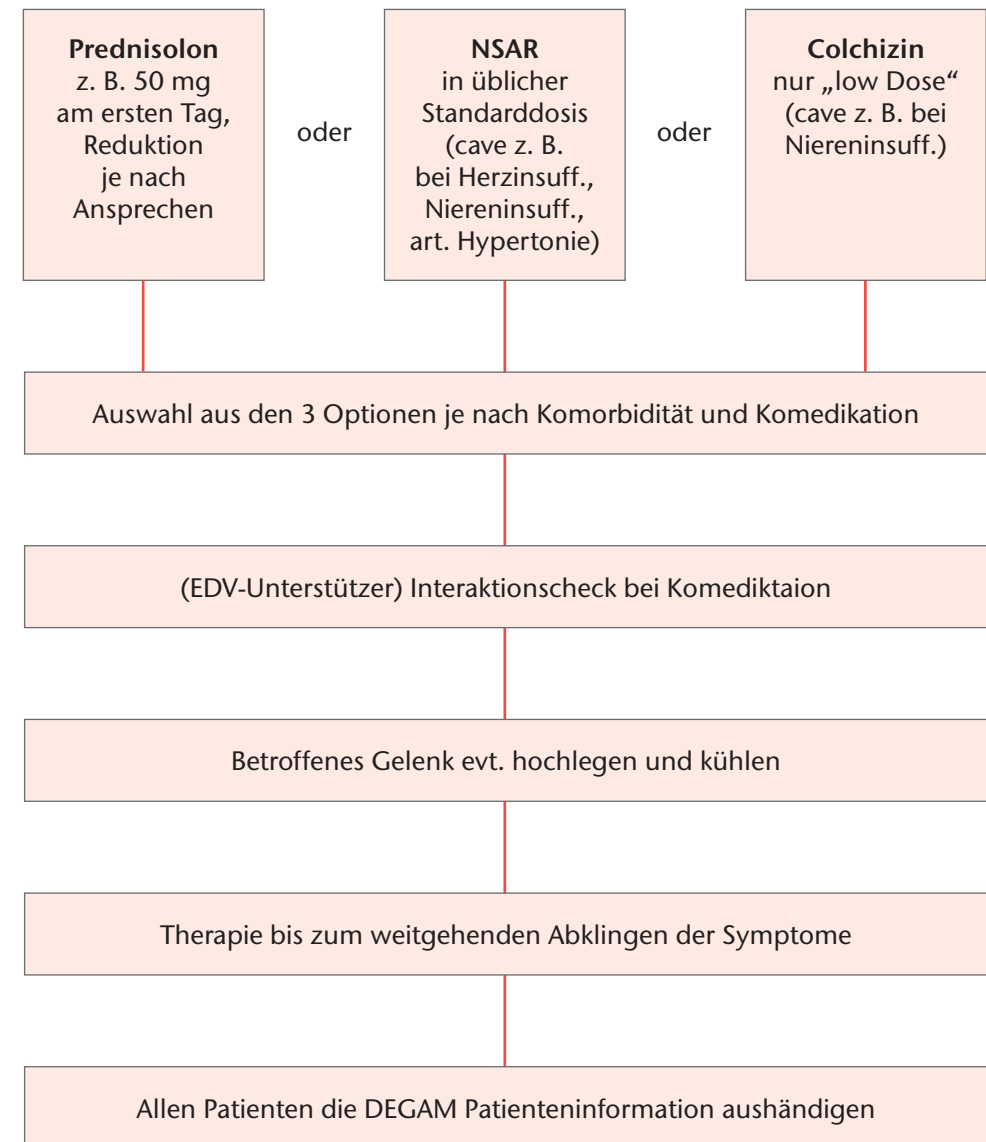 Prednisolon
z. B. 50 mg
am ersten Tag,
Reduktion
je nach
Ansprechen
oder
NSAR
in üblicher
Standarddosis
(cave z. B.
bei Herzinsuff.,
Niereninsuff.,
art. Hypertonie)
oder
Colchizin
nur „low Dose“
(cave z. B. bei
Niereninsuff.)
Auswahl aus den 3 Optionen je nach Komorbidität und Komedikation
(EDV-Unterstützer) Interaktionscheck bei Komediktaion
Betroffenes Gelenk evt. hochlegen und kühlen
Therapie bis zum weitgehenden Abklingen der Symptome
Allen Patienten die DEGAM Patienteninformation aushändigen